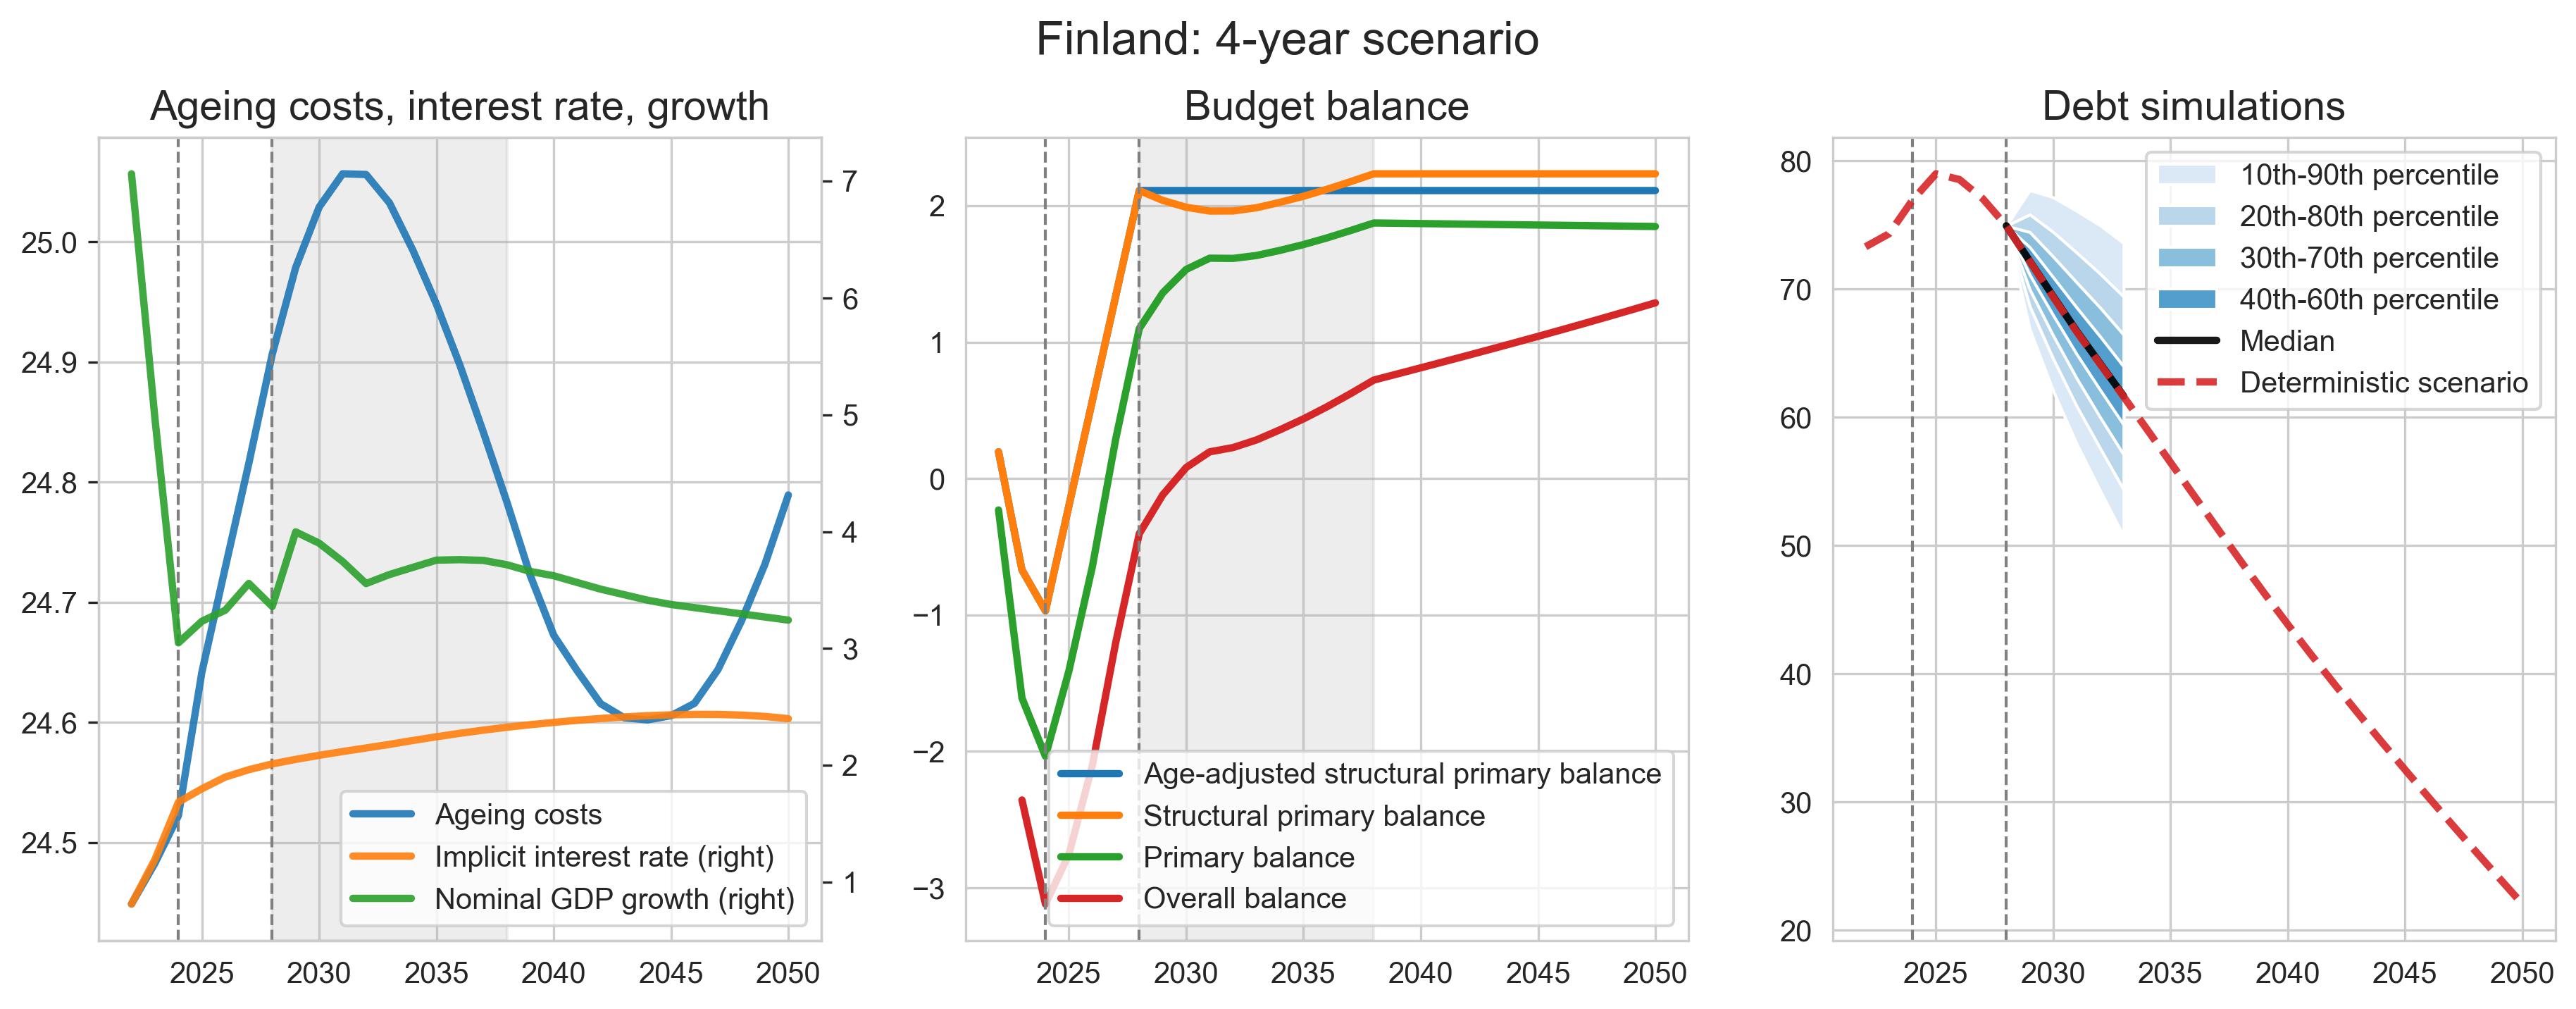 Finland: 4-year scenario
Ageing costs, interest rate, growth
25.0
24.9
24.8
24.7
24.6
24.5
7
6
5
4
3
2
1
Ageing costs
Implicit interest rate (right)
Nominal GDP growth (right)
2025 2030 2035 2040 2045 2050
Budget balance
2
1
0
−1
−2
−3
Age-adjusted structural primary balance
Structural primary balance
Primary balance
Overall balance
2025 2030 2035 2040 2045 2050
Debt simulations
80
70
60
50
40
30
20
10th-90th percentile
20th-80th percentile
30th-70th percentile
40th-60th percentile
Median
Deterministic scenario
2025 2030 2035 2040 2045 2050